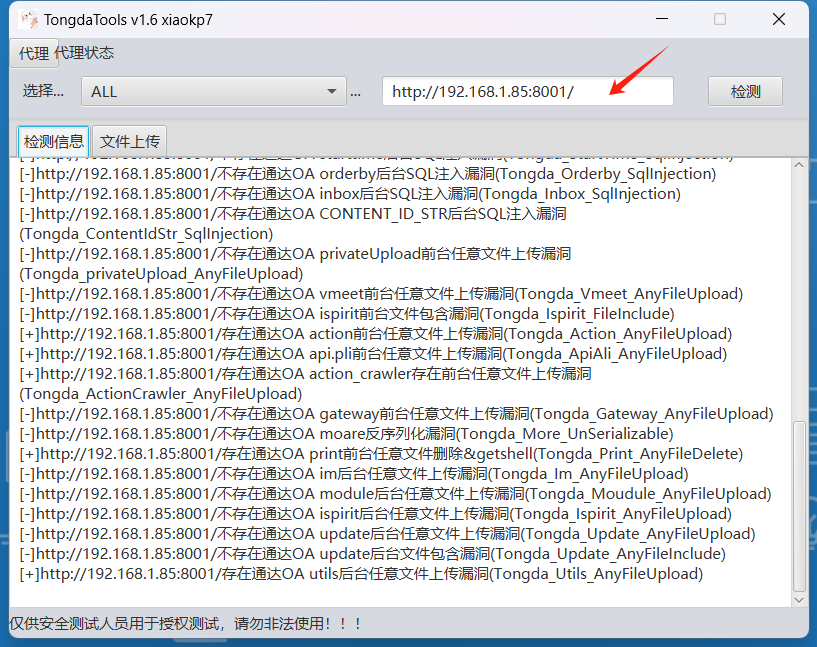 TongdaTools v1.6 xiaokp7
代理 代理状态
选择... ALL ... http://192.168.1.85:8001/ 检测
检测信息 文件上传
[-]http://192.168.1.85:8001/不存在通达OA orderby后台SQL注入漏洞(Tongda_Orderby_SqlInjection)
[-]http://192.168.1.85:8001/不存在通达OA inbox后台SQL注入漏洞(Tongda_Inbox_SqlInjection)
[-]http://192.168.1.85:8001/不存在通达OA CONTENT_ID_STR后台SQL注入漏洞
(Tongda_ContentIdStr_SqlInjection)
[-]http://192.168.1.85:8001/不存在通达OA privateUpload前台任意文件上传漏洞
(Tongda_privateUpload_AnyFileUpload)
[-]http://192.168.1.85:8001/不存在通达OA vmeet前台任意文件上传漏洞(Tongda_Vmeet_AnyFileUpload)
[-]http://192.168.1.85:8001/不存在通达OA ispirit前台文件包含漏洞(Tongda_Ispirit_FileInclude)
[+]http://192.168.1.85:8001/存在通达OA action前台任意文件上传漏洞(Tongda_Action_AnyFileUpload)
[+]http://192.168.1.85:8001/存在通达OA api.pli前台任意文件上传漏洞(Tongda_ApiAli_AnyFileUpload)
[+]http://192.168.1.85:8001/存在通达OA action_crawler存在前台任意文件上传漏洞
(Tongda_ActionCrawler_AnyFileUpload)
[-]http://192.168.1.85:8001/不存在通达OA gateway前台任意文件上传漏洞(Tongda_Gateway_AnyFileUpload)
[-]http://192.168.1.85:8001/不存在通达OA moare反序列化漏洞(Tongda_More_UnSerializable)
[+]http://192.168.1.85:8001/存在通达OA print前台任意文件删除&getshell(Tongda_Print_AnyFileDelete)
[-]http://192.168.1.85:8001/不存在通达OA im后台任意文件上传漏洞(Tongda_Im_AnyFileUpload)
[-]http://192.168.1.85:8001/不存在通达OA module后台任意文件上传漏洞(Tongda_Moudule_AnyFileUpload)
[-]http://192.168.1.85:8001/不存在通达OA ispirit后台任意文件上传漏洞(Tongda_Ispirit_AnyFileUpload)
[-]http://192.168.1.85:8001/不存在通达OA update后台任意文件上传漏洞(Tongda_Update_AnyFileUpload)
[-]http://192.168.1.85:8001/不存在通达OA update后台文件包含漏洞(Tongda_Update_AnyFileInclude)
[+]http://192.168.1.85:8001/存在通达OA utils后台任意文件上传漏洞(Tongda_Utils_AnyFileUpload)
仅供安全测试人员用于授权测试，请勿非法使用！！！